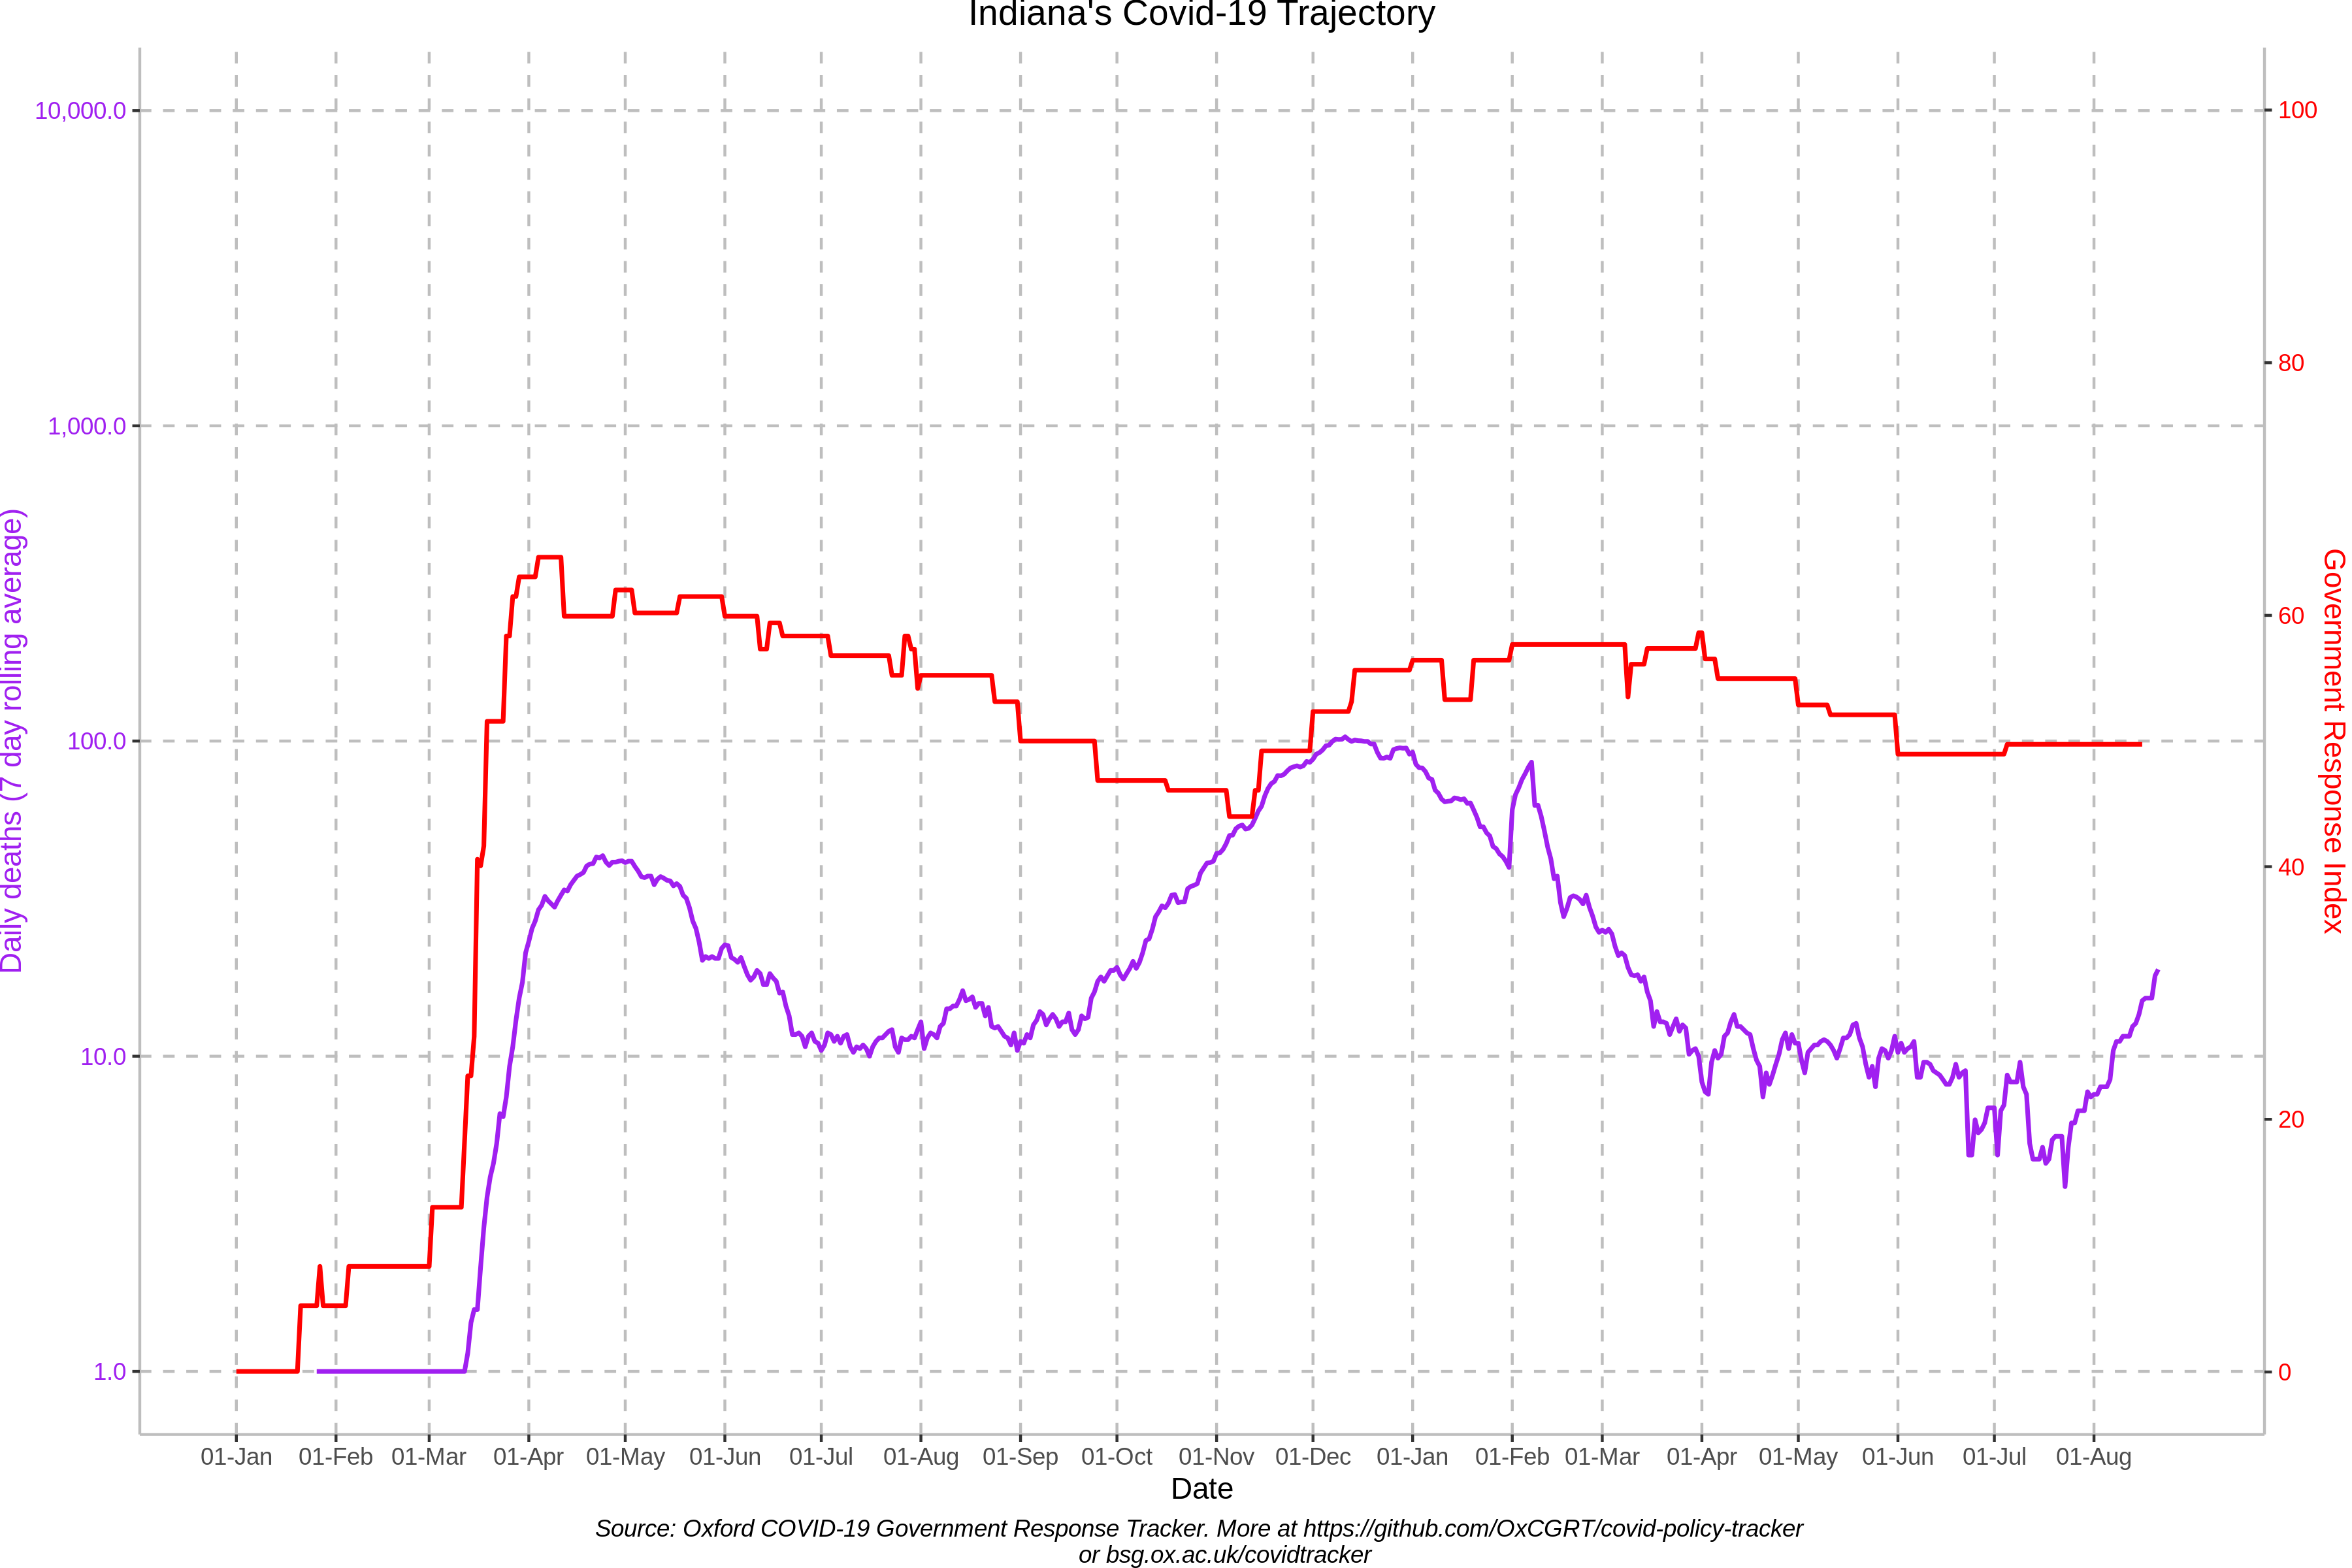 Indiana's Covid-19 Trajectory
10,000.0
1,000.0
100.0
10.0
1.0
Daily deaths (7 day rolling average)
100
80
60
40
20
0
Government Response Index
01-Jan 01-Feb 01-Mar 01-Apr 01-May 01-Jun 01-Jul 01-Aug 01-Sep 01-Oct 01-Nov 01-Dec 01-Jan 01-Feb 01-Mar 01-Apr 01-May 01-Jun 01-Jul 01-Aug
Date
Source: Oxford COVID-19 Government Response Tracker. More at https://github.com/OxCGRT/covid-policy-tracker
or bsg.ox.ac.uk/covidtracker